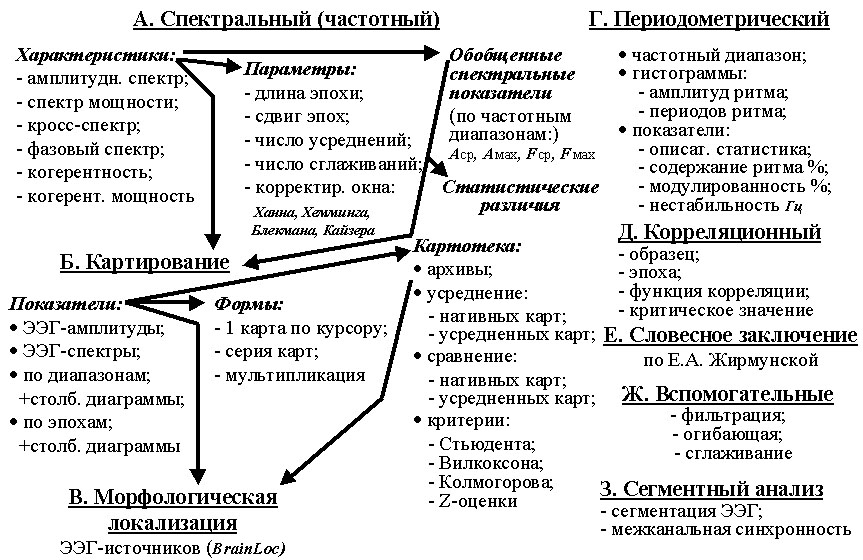 А. Спектральный (частотный)
Характеристики:
- амплитудн. спектр;
- спектр мощности;
- кросс-спектр;
- фазовый спектр;
- когерентность;
- когерент. мощность
Параметры:
- длина эпохи;
- сдвиг эпох;
- число усреднений;
- число сглаживаний;
- корректир. окна:
Ханна, Хемминга,
Блекмана, Кайзера
Обобщенные
спектральные
показатели
(по частотным
диапазонам:)
Aср, Aмах, Fср, Fмах
Статистические
различия
Б. Картирование
Показатели:
• ЭЭГ-амплитуды;
• ЭЭГ-спектры;
• по диапазонам;
+столб. диаграммы;
• по эпохам;
+столб. диаграммы
Формы:
- 1 карта по курсору;
- серия карт;
- мультипликация
Картотека:
• архивы;
• усреднение:
- нативных карт;
- усредненных карт;
• сравнение:
- нативных карт;
- усредненных карт;
• критерии:
- Стьюдента;
- Вилкоксона;
- Колмогорова;
- Z-оценки
В. Морфологическая
локализация
ЭЭГ-источников (BrainLoc)
Г. Периодометрический
• частотный диапазон;
• гистограммы:
- амплитуд ритма;
- периодов ритма;
• показатели:
- описат. статистика;
- содержание ритма %;
- модулированность %;
- нестабильность Гц
Д. Корреляционный
- образец;
- эпоха;
- функция корреляции;
- критическое значение
Е. Словесное заключение
по Е.А. Жирмунской
Ж. Вспомогательные
- фильтрация;
- огибающая;
- сглаживание
З. Сегментный анализ
- сегментация ЭЭГ;
- межканальная синхронность